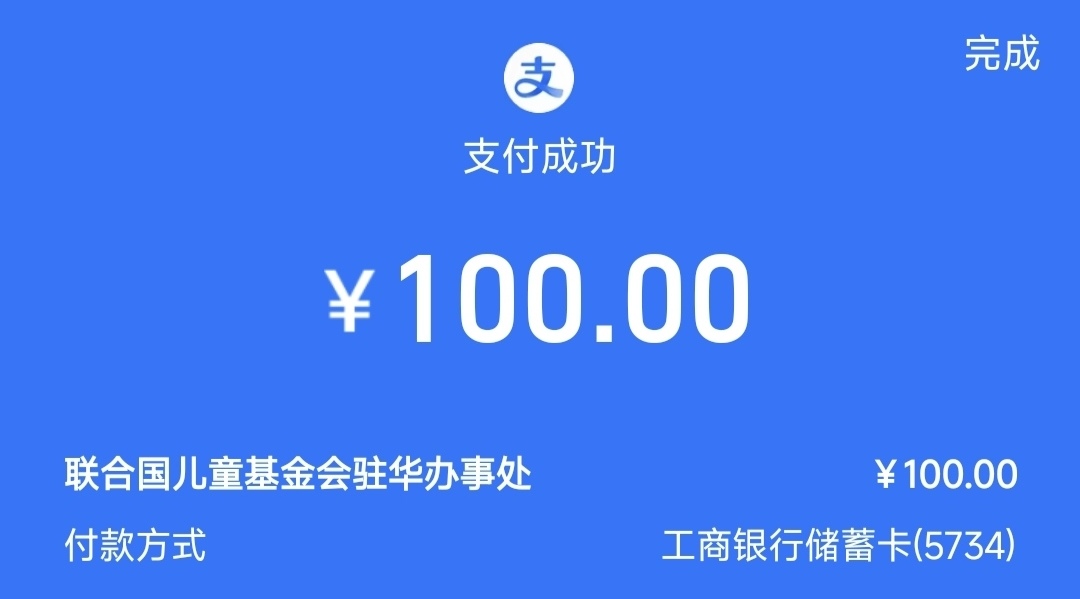 完成
支
支付成功
¥100.00
联合国儿童基金会驻华办事处 ¥100.00
付款方式 工商银行储蓄卡(5734)